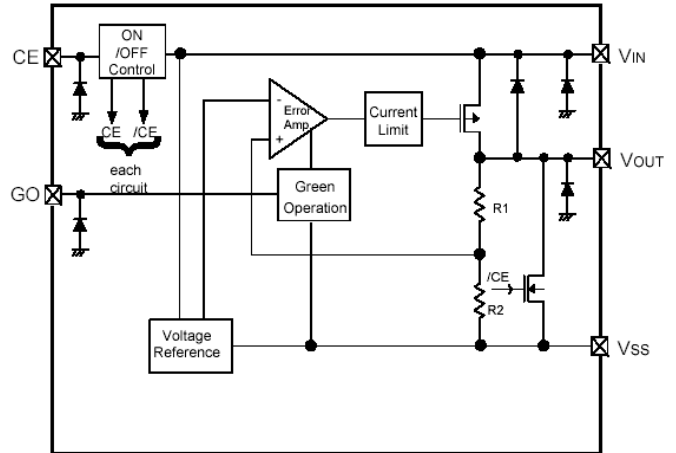 CE
ON
/OFF
Control
VIN
CE /CE
each
circuit
-
Error
Amp
+
Current
Limit
VOUT
GO
Green
Operation
R1
/CE
R2
Voltage
Reference
VSS